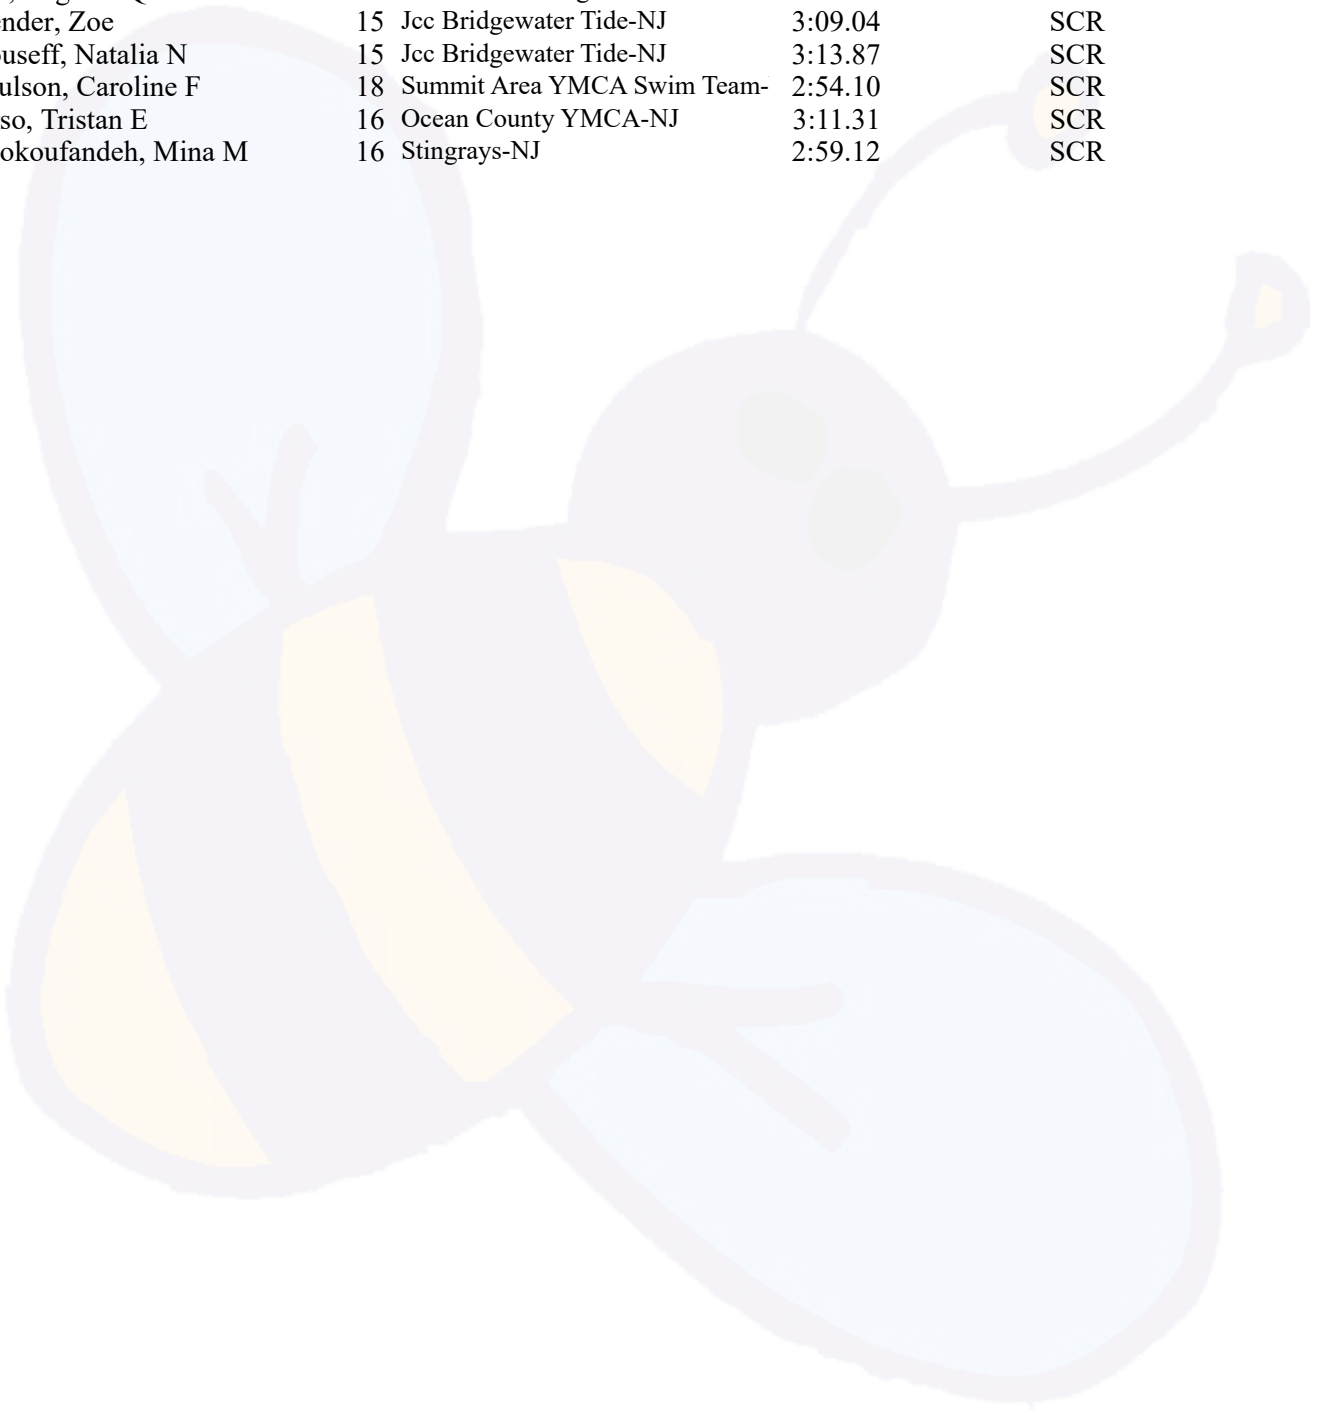 ender, Zoe 15 Jcc Bridgewater Tide-NJ 3:09.04 SCR
ouseff, Natalia N 15 Jcc Bridgewater Tide-NJ 3:13.87 SCR
ulson, Caroline F 18 Summit Area YMCA Swim Team- 2:54.10 SCR
so, Tristan E 16 Ocean County YMCA-NJ 3:11.31 SCR
okoufandeh, Mina M 16 Stingrays-NJ 2:59.12 SCR